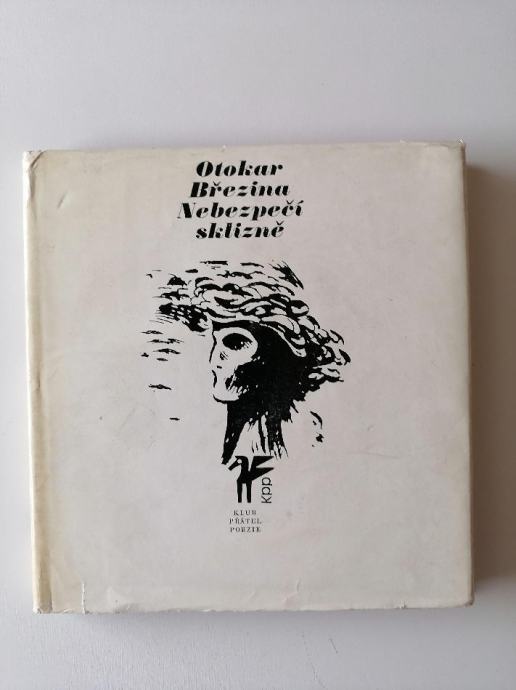 Otokar
Březina
Nebezpečí
sklizně
kpp
KLUB
PŘÁTEL
POEZIE